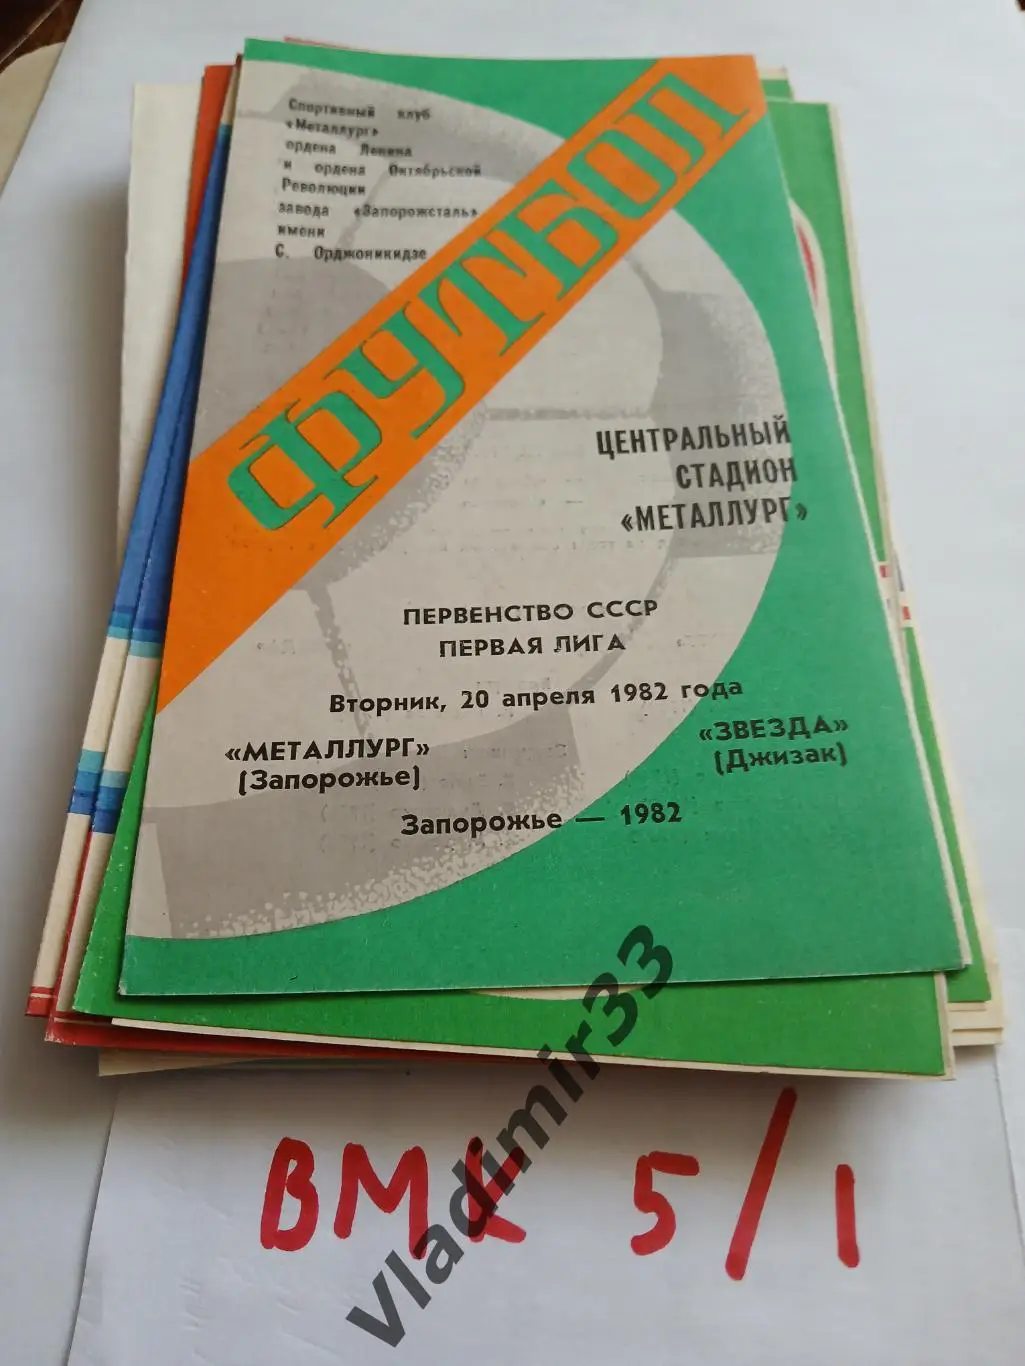 Спортивный клуб
«Металлург»
ордена Ленина
и ордена Октябрьской
Революции
завода «Запорожсталь»
имени
С. Орджоникидзе
ФУТБОЛ
ЦЕНТРАЛЬНЫЙ
СТАДИОН
«МЕТАЛЛУРГ»
ПЕРВЕНСТВО СССР
ПЕРВАЯ ЛИГА
Вторник, 20 апреля 1982 года
«МЕТАЛЛУРГ» «ЗВЕЗДА»
(Запорожье) (Джизак)
Запорожье — 1982
ВМК 5/1
Vladimir33